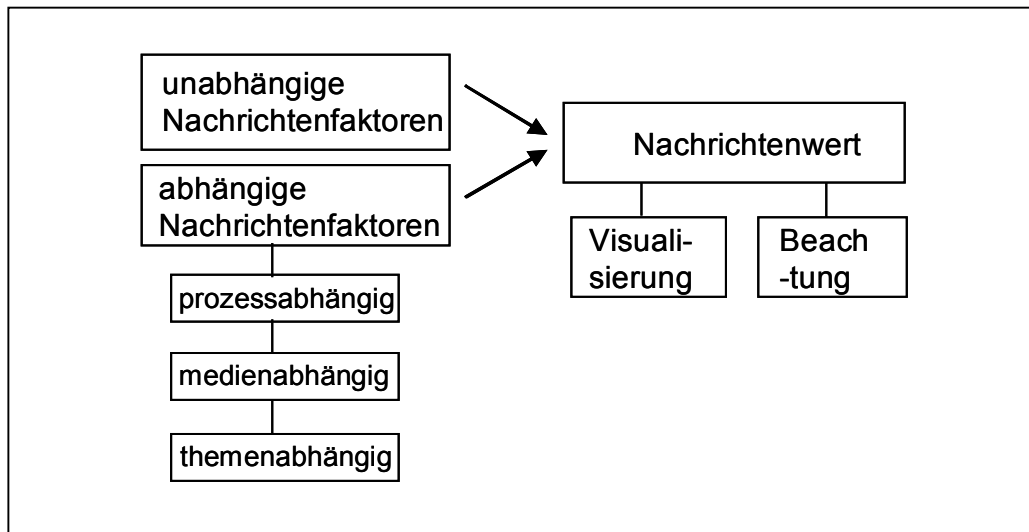 unabhängige
Nachrichtenfaktoren
abhängige
Nachrichtenfaktoren
prozessabhängig
medienabhängig
themenabhängig
Nachrichtenwert
Visuali-
sierung
Beach
-tung